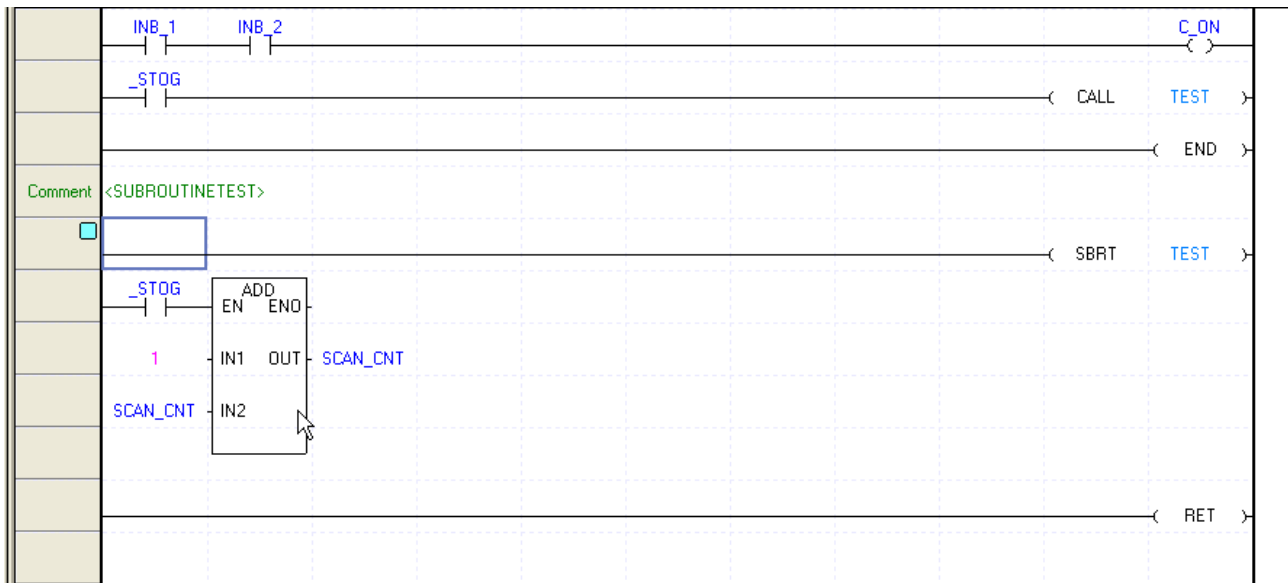 INB_1 INB_2 C_ON
_STOG CALL TEST
END
Comment <SUBROUTINETEST>
SBRT TEST
_STOG ADD
EN ENO
1 IN1 OUT SCAN_CNT
SCAN_CNT IN2
RET